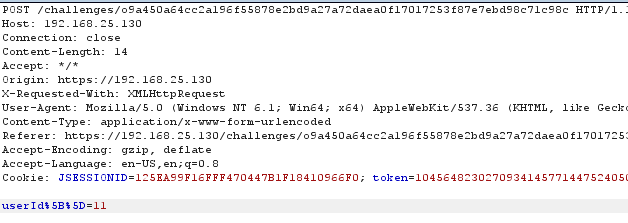 POST /challenges/o9a450a64cc2a196f55878e2bd9a27a72daea0f17017253f87e7ebd98c71c98c HTTP/1.1
Host: 192.168.25.130
Connection: close
Content-Length: 14
Accept: */*
Origin: https://192.168.25.130
X-Requested-With: XMLHttpRequest
User-Agent: Mozilla/5.0 (Windows NT 6.1; Win64; x64) AppleWebKit/537.36 (KHTML, like Gecko
Content-Type: application/x-www-form-urlencoded
Referer: https://192.168.25.130/challenges/o9a450a64cc2a196f55878e2bd9a27a72daea0f17017253
Accept-Encoding: gzip, deflate
Accept-Language: en-US,en;q=0.8
Cookie: JSESSIONID=125EA99F16FFF470447B1F18410966F0; token=104564823027093414577144752405
userId%5B%5D=11